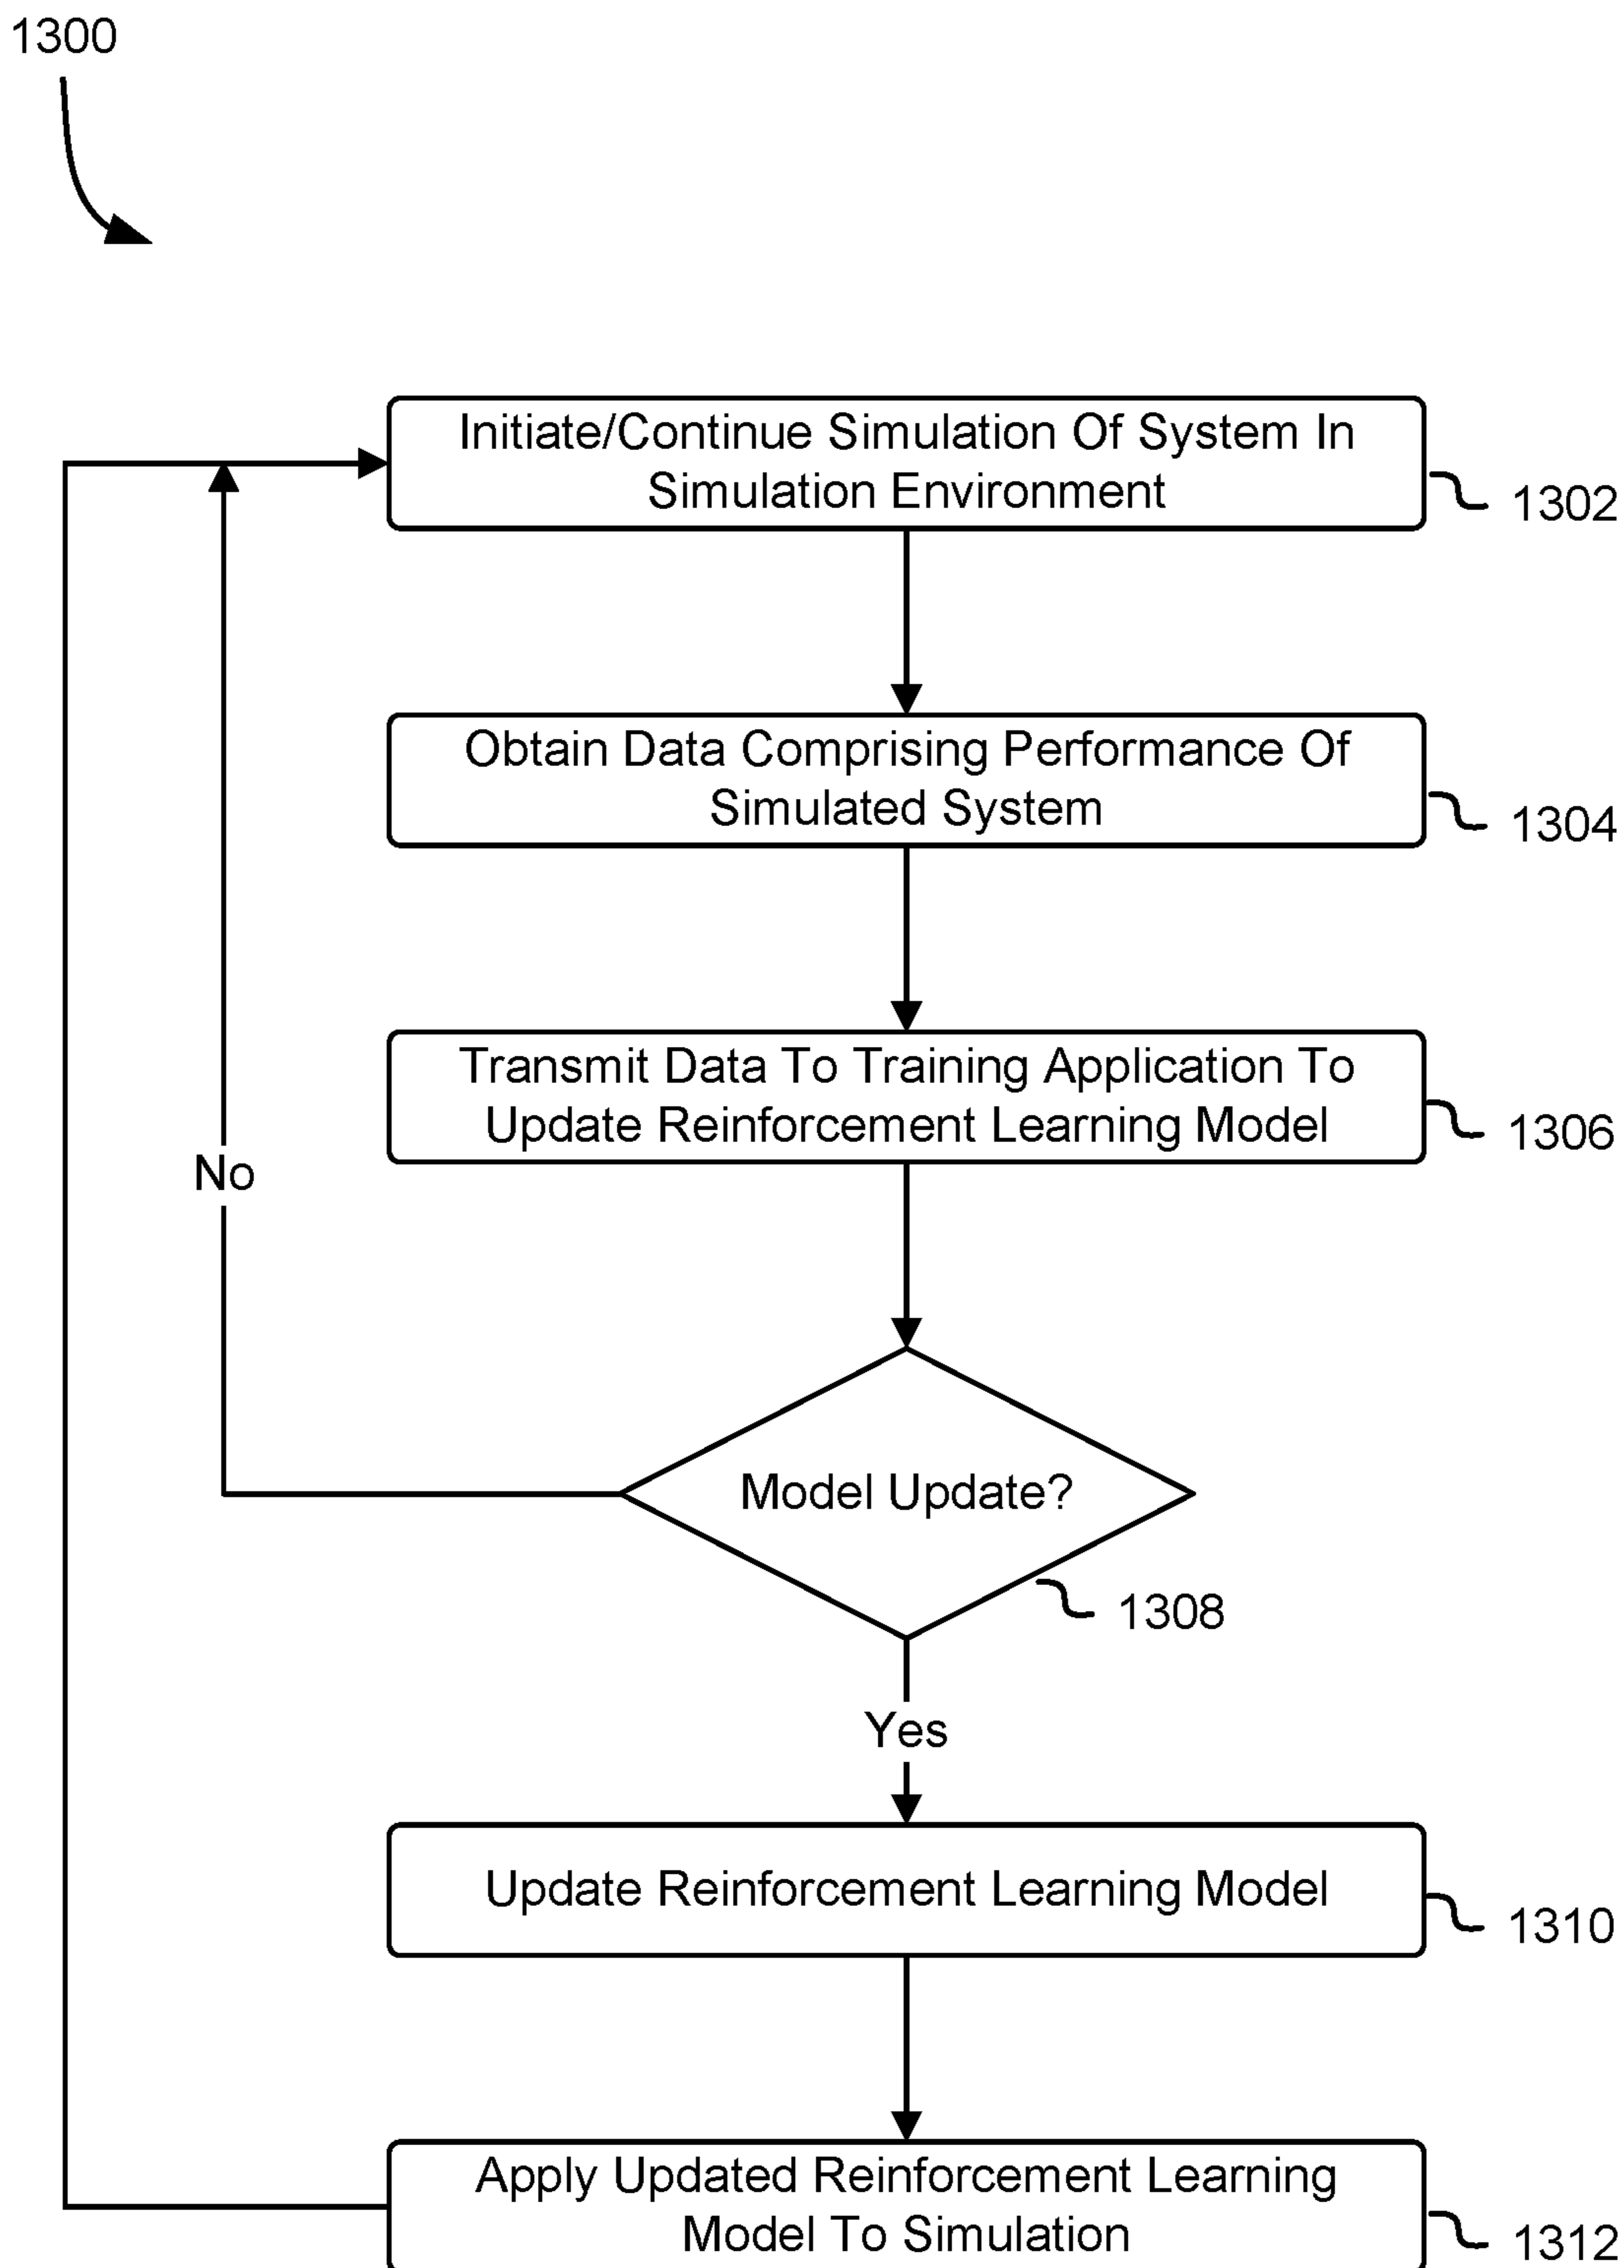 1300
Initiate/Continue Simulation Of System In
Simulation Environment
1302
Obtain Data Comprising Performance Of
Simulated System
1304
Transmit Data To Training Application To
Update Reinforcement Learning Model
1306
No
Model Update?
1308
Yes
Update Reinforcement Learning Model
1310
Apply Updated Reinforcement Learning
Model To Simulation
1312